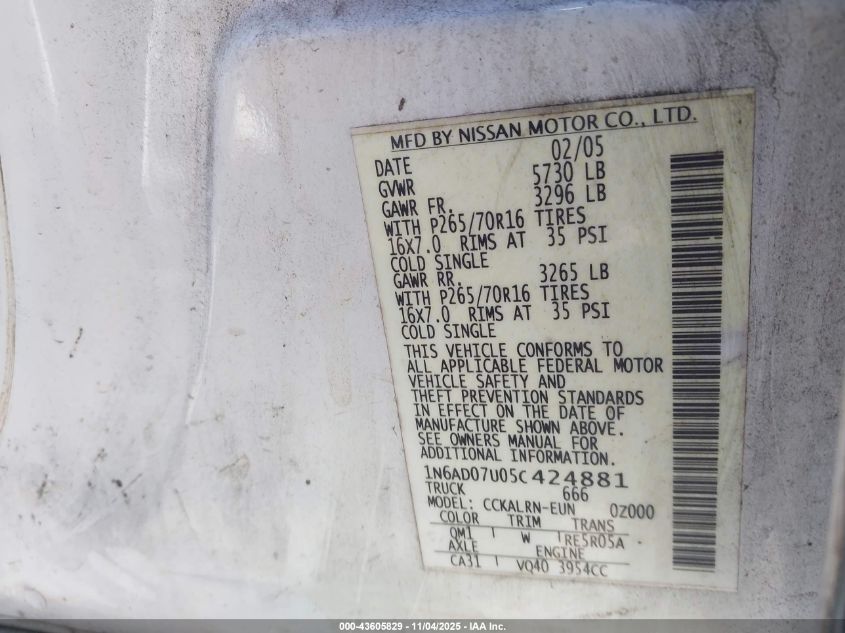 MFD BY NISSAN MOTOR CO., LTD.
DATE 02/05
GVWR 5730 LB
GAWR FR. 3296 LB
WITH P265/70R16 TIRES
16X7.0 RIMS AT 35 PSI
COLD SINGLE
GAWR RR. 3265 LB
WITH P265/70R16 TIRES
16X7.0 RIMS AT 35 PSI
COLD SINGLE
THIS VEHICLE CONFORMS TO
ALL APPLICABLE FEDERAL MOTOR
VEHICLE SAFETY AND
THEFT PREVENTION STANDARDS
IN EFFECT ON THE DATE OF
MANUFACTURE SHOWN ABOVE.
SEE OWNERS MANUAL FOR
ADDITIONAL INFORMATION.
1N6AD07U05C424881
TRUCK 666
MODEL: CCKALRN-EUN 0Z000
COLOR TRIM TRANS
QM1 W RE5R05A
AXLE ENGINE
CA31 VQ40 3954CC
000-43605829 - 11/04/2025 - IAA Inc.